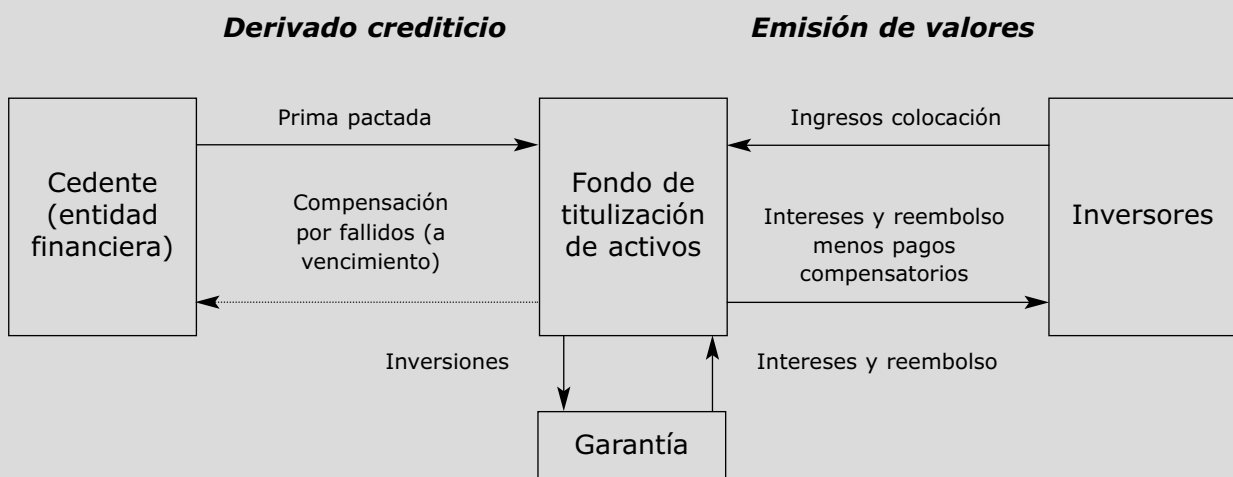 Derivado crediticio
Emisión de valores
Prima pactada
Ingresos colocación
Cedente
(entidad
financiera)
Compensación
por fallidos (a
vencimiento)
Fondo de
titulización
de activos
Intereses y reembolso
menos pagos
compensatorios
Inversores
Inversiones
Intereses y reembolso
Garantía